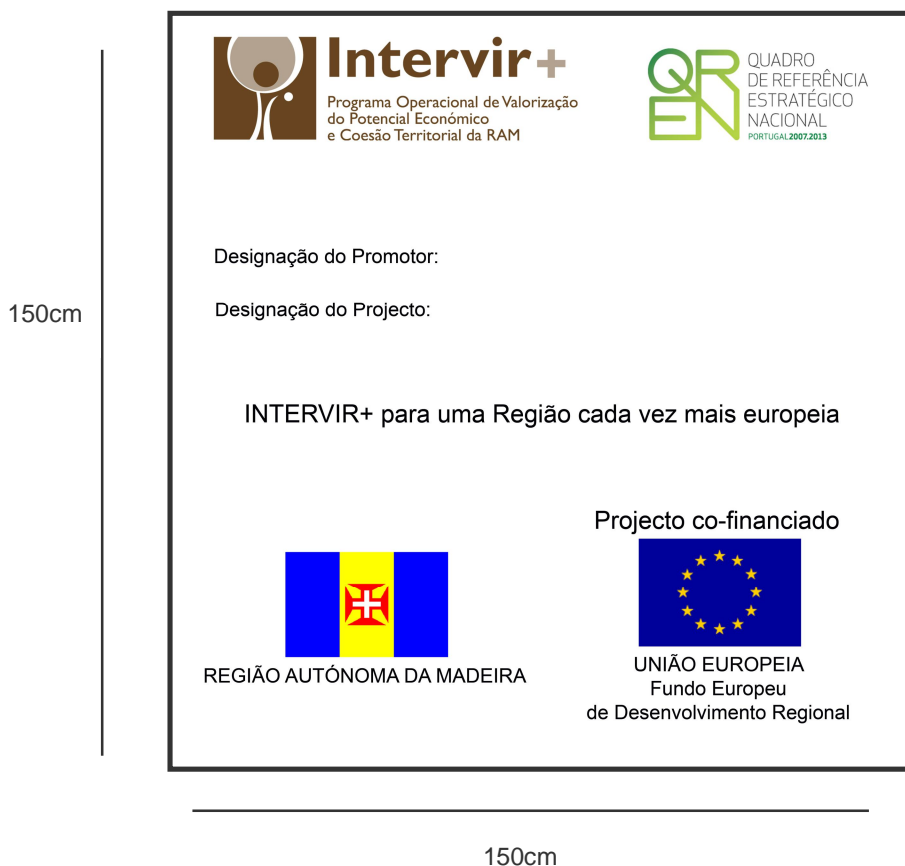 Intervir+
Programa Operacional de Valorização
do Potencial Económico
e Coesão Territorial da RAM
QREN
QUADRO
DE REFERÊNCIA
ESTRATÉGICO
NACIONAL
PORTUGAL2007.2013
Designação do Promotor:
150cm
Designação do Projecto:
INTERVIR+ para uma Região cada vez mais europeia
Projecto co-financiado
REGIÃO AUTÓNOMA DA MADEIRA
UNIÃO EUROPEIA
Fundo Europeu
de Desenvolvimento Regional
150cm